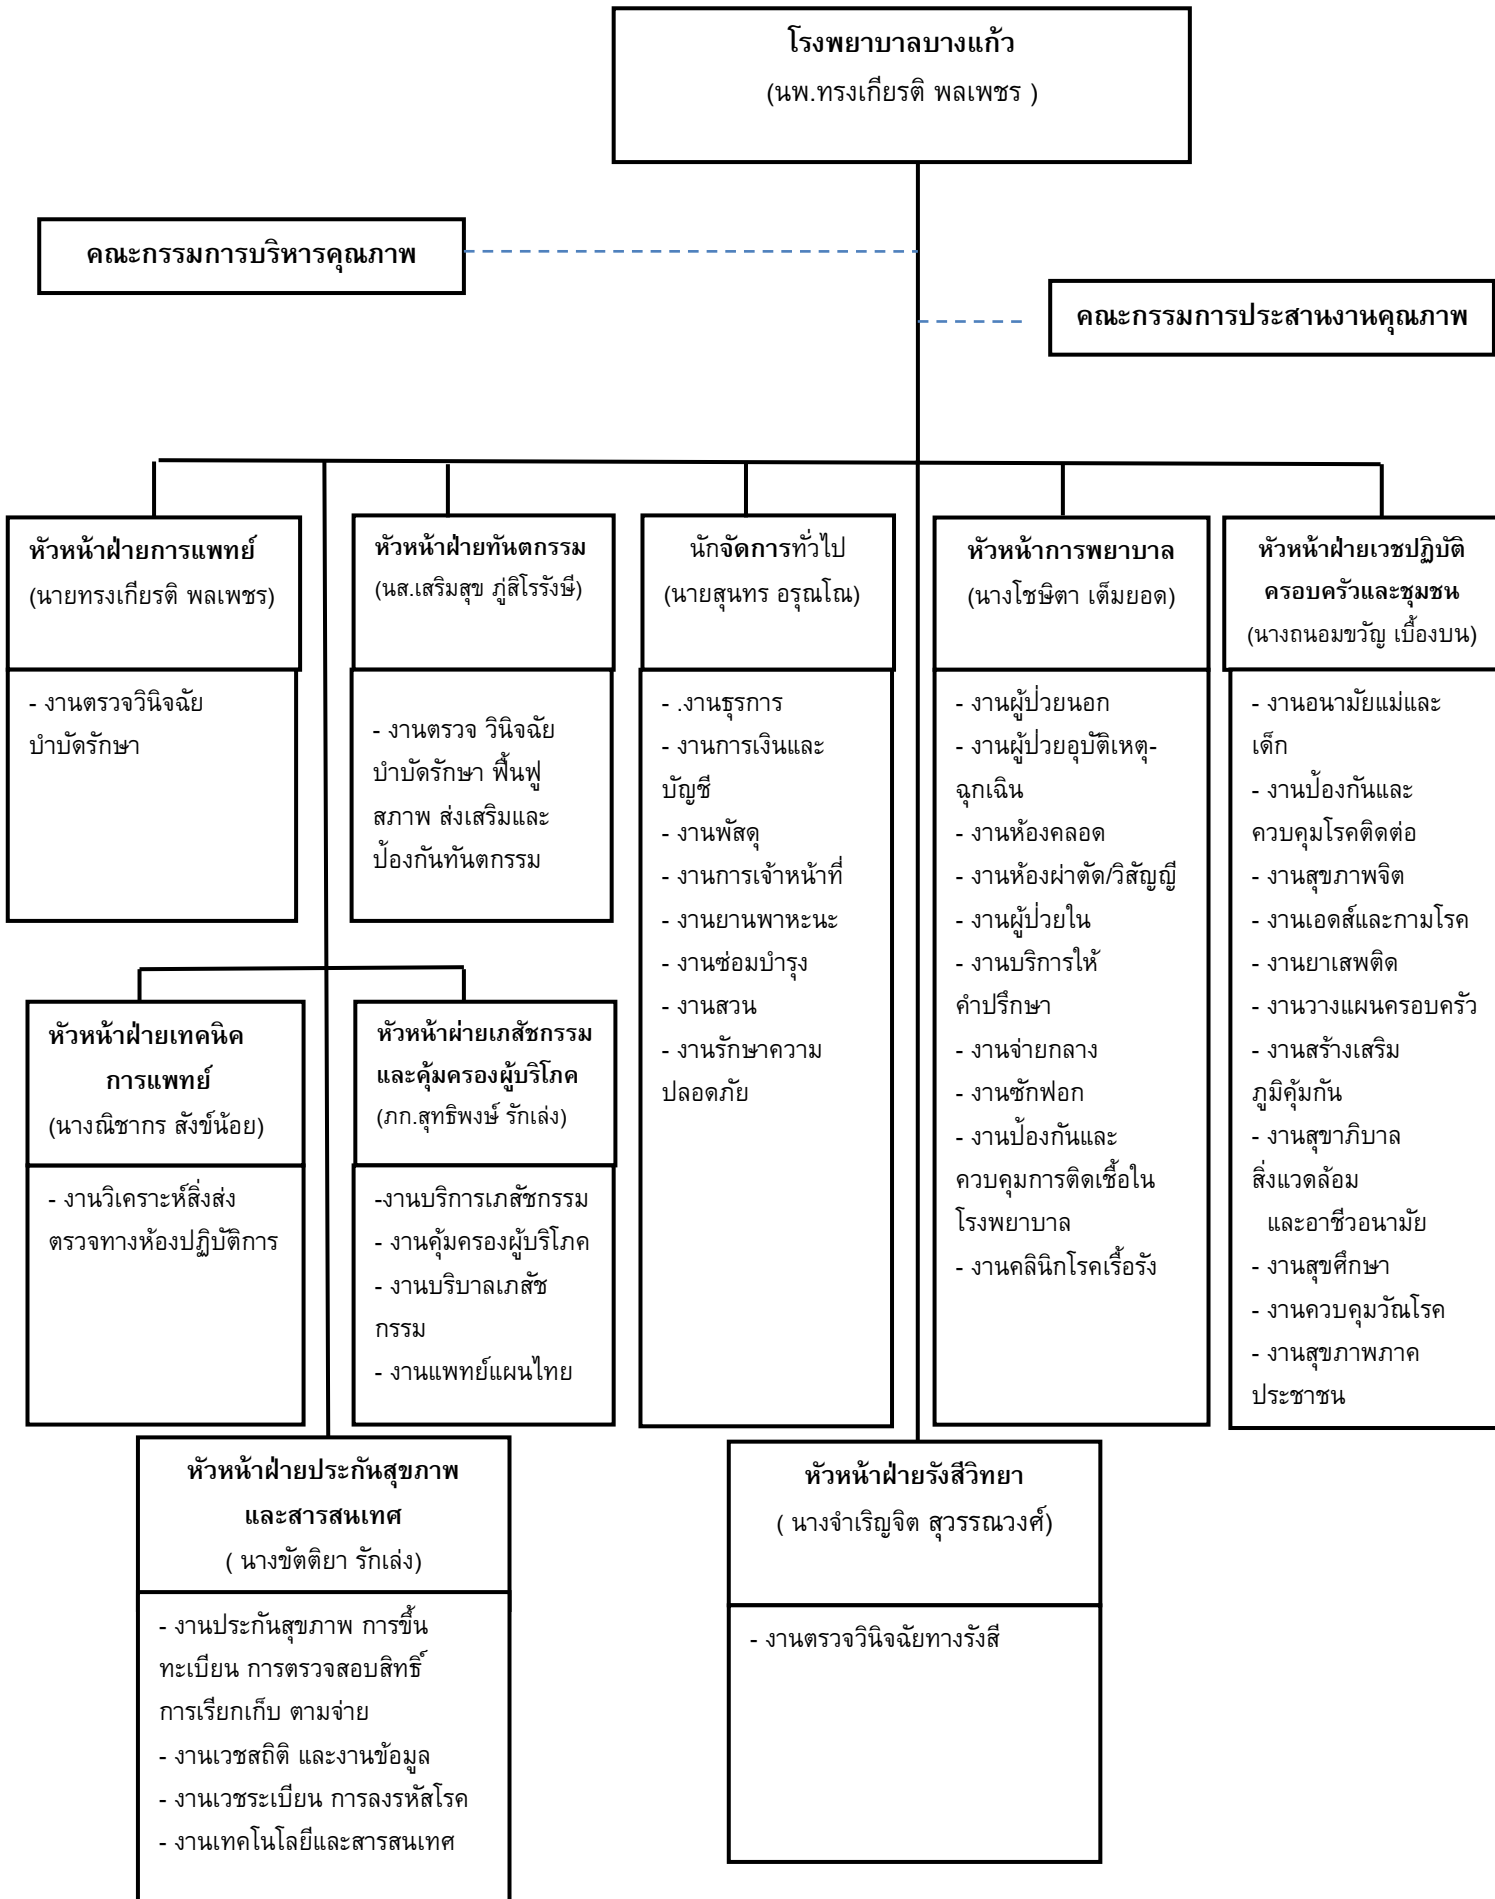 โรงพยาบาลบางแก้ว
(นพ.ทรงเกียรติ พลเพชร )
คณะกรรมการบริหารคุณภาพ
คณะกรรมการประสานงานคุณภาพ
หัวหน้าฝ่ายการแพทย์
(นายทรงเกียรติ พลเพชร)
- งานตรวจวินิจฉัย
บำบัดรักษา
หัวหน้าฝ่ายทันตกรรม
(นส.เสริมสุข ภู่สิโรรังษี)
- งานตรวจ วินิจฉัย
บำบัดรักษา ฟื้นฟู
สภาพ ส่งเสริมและ
ป้องกันทันตกรรม
นักจัดการทั่วไป
(นายสุนทร อรุณโณ)
- .งานธุรการ
- งานการเงินและ
บัญชี
- งานพัสดุ
- งานการเจ้าหน้าที่
- งานยานพาหะนะ
- งานซ่อมบำรุง
- งานสวน
- งานรักษาความ
ปลอดภัย
หัวหน้าการพยาบาล
(นางโชษิตา เต็มยอด)
- งานผู้ป่วยนอก
- งานผู้ป่วยอุบัติเหตุ-
ฉุกเฉิน
- งานห้องคลอด
- งานห้องผ่าตัด/วิสัญญี
- งานผู้ป่วยใน
- งานบริการให้
คำปรึกษา
- งานจ่ายกลาง
- งานซักฟอก
- งานป้องกันและ
ควบคุมการติดเชื้อใน
โรงพยาบาล
- งานคลินิกโรคเรื้อรัง
หัวหน้าฝ่ายเวชปฏิบัติ
ครอบครัวและชุมชน
(นางถนอมขวัญ เบื้องบน)
- งานอนามัยแม่และ
เด็ก
- งานป้องกันและ
ควบคุมโรคติดต่อ
- งานสุขภาพจิต
- งานเอดส์และกามโรค
- งานยาเสพติด
- งานวางแผนครอบครัว
- งานสร้างเสริม
ภูมิคุ้มกัน
- งานสุขาภิบาล
สิ่งแวดล้อม
และอาชีวอนามัย
- งานสุขศึกษา
- งานควบคุมวัณโรค
- งานสุขภาพภาค
ประชาชน
หัวหน้าฝ่ายเทคนิค
การแพทย์
(นางณิชากร สังข์น้อย)
- งานวิเคราะห์สิ่งส่ง
ตรวจทางห้องปฏิบัติการ
หัวหน้าผ่ายเภสัชกรรม
และคุ้มครองผู้บริโภค
(ภก.สุทธิพงษ์ รักเล่ง)
-งานบริการเภสัชกรรม
- งานคุ้มครองผู้บริโภค
- งานบริบาลเภสัช
กรรม
- งานแพทย์แผนไทย
หัวหน้าฝ่ายประกันสุขภาพ
และสารสนเทศ
( นางขัตติยา รักเล่ง)
- งานประกันสุขภาพ การขึ้น
ทะเบียน การตรวจสอบสิทธิ์
การเรียกเก็บ ตามจ่าย
- งานเวชสถิติ และงานข้อมูล
- งานเวชระเบียน การลงรหัสโรค
- งานเทคโนโลยีและสารสนเทศ
หัวหน้าฝ่ายรังสีวิทยา
( นางจำเริญจิต สุวรรณวงศ์)
- งานตรวจวินิจฉัยทางรังสี